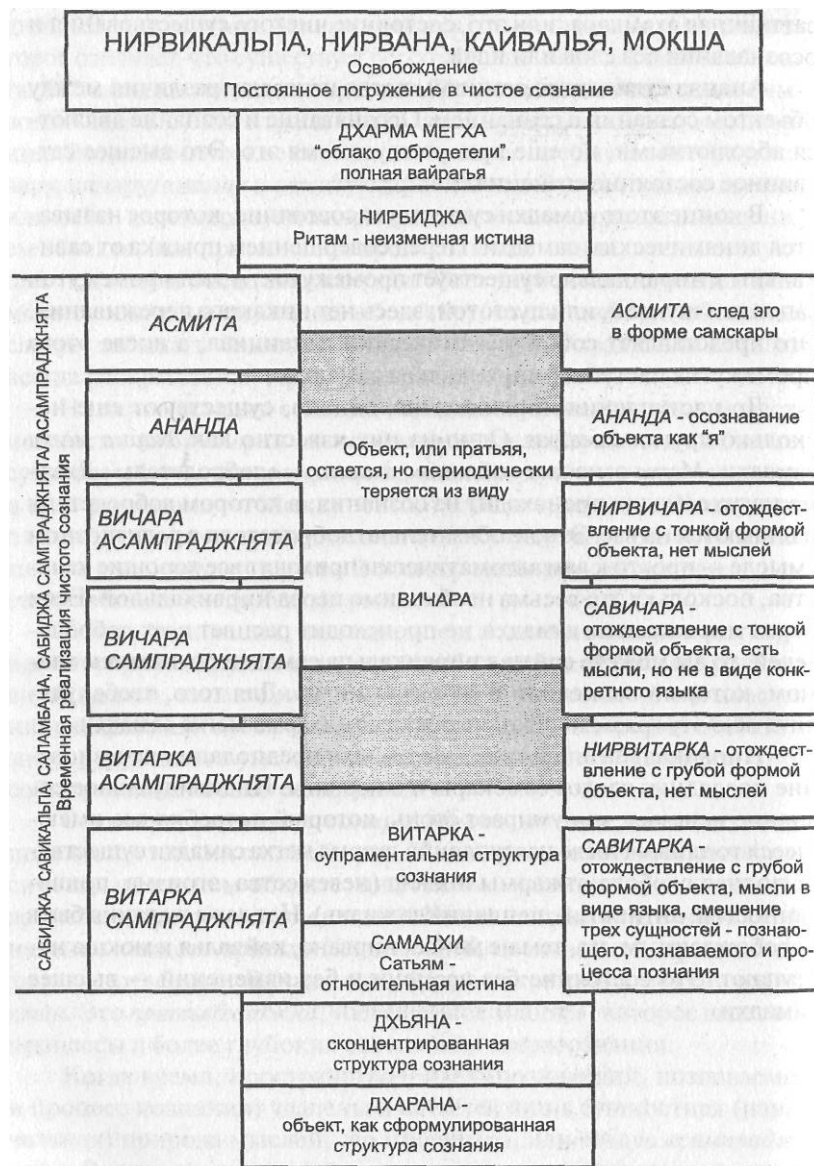 НИРВИКАЛЬПА, НИРВАНА, КАЙВАЛЬЯ, МОКША
Освобождение
Постоянное погружение в чистое сознание
ДХАРМА МЕГХА
"облако добродетели",
полная вайрагья
НИРБИДЖА
Ритам - неизменная истина
САБИДЖА, САВИКАЛЬПА, САЛАМБАНА, КАБИДЖА САМПРАДЖНЯТА/АСАМПРАДЖНЯТА
Временная реализация чистого сознания
АСМИТА
АНАНДА
ВИЧАРА
АСАМПРАДЖНЯТА
ВИЧАРА
САМПРАДЖНЯТА
ВИТАРКА
АСАМПРАДЖНЯТА
ВИТАРКА
САМПРАДЖНЯТА
Объект, или пратьяя,
остается, но периодически
теряется из виду
ВИЧАРА
ВИТАРКА -
супраментальная структура
сознания
САМАДХИ
Сатьям -
относительная истина
ДХЬЯНА -
сконцентрированная
структура сознания
ДХАРАНА -
объект, как сформулированная
структура сознания
АСМИТА - след эго
в форме самскары
АНАНДА - осознавание
объекта как "я"
НИРВИЧАРА - отождест-
вление с тонкой формой
объекта, нет мыслей
САВИЧАРА -
отождествление с тонкой
формой объекта, есть
мысли, но не в виде конк-
ретного языка
НИРВИТАРКА - отождест-
вление с грубой формой
объекта, нет мыслей
САВИТАРКА -
отождествление с грубой
формой объекта, мысли в
виде языка, смешение
трех сущностей - познаю-
щего, познаваемого и про-
цесса познания